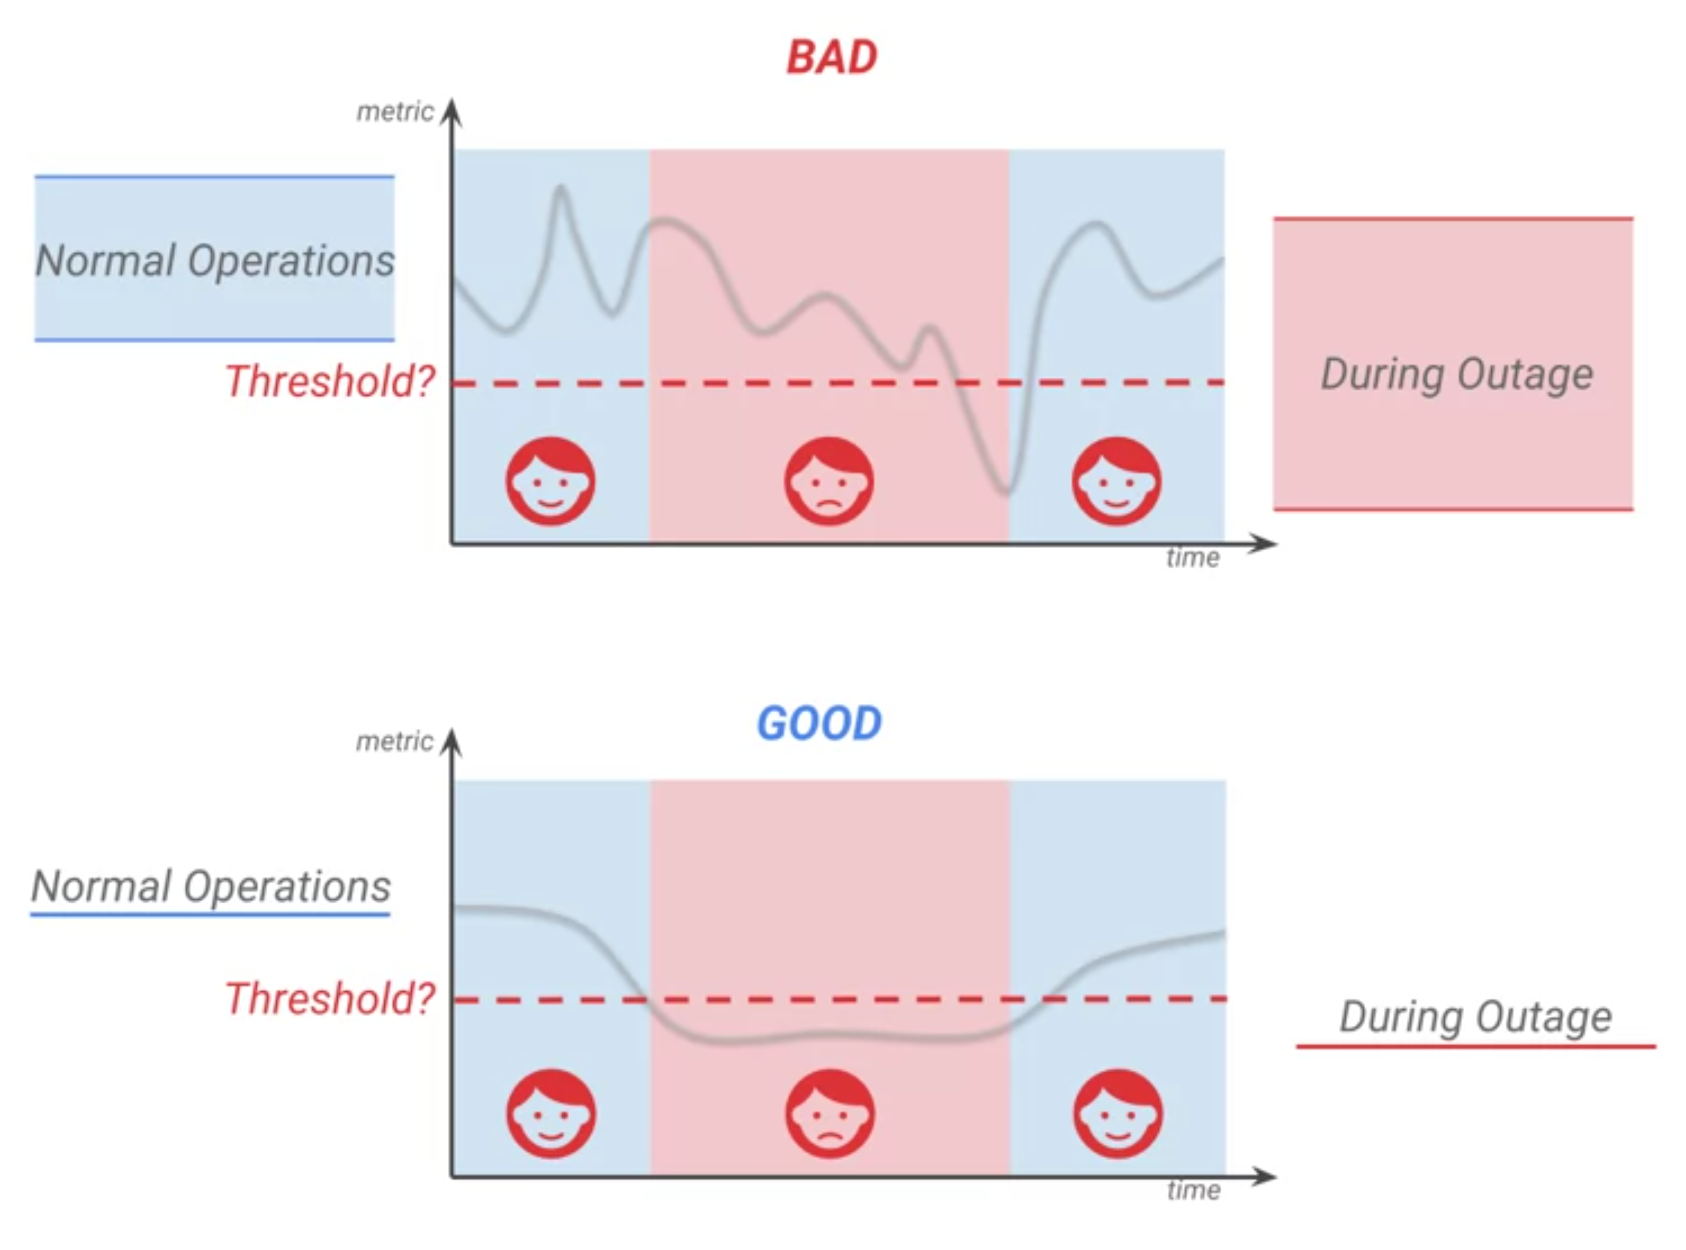 BAD
metric
Normal Operations
Threshold?
During Outage
time
GOOD
metric
Normal Operations
Threshold?
During Outage
time